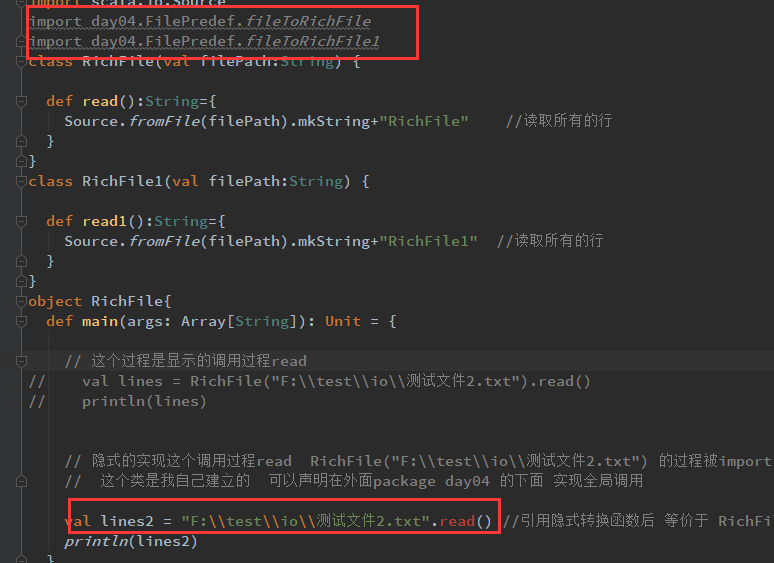 import scala.io.Source
import day04.FilePredef.fileToRichFile
import day04.FilePredef.fileToRichFile1
class RichFile(val filePath:String) {
def read():String={
Source.fromFile(filePath).mkString+"RichFile" //读取所有的行
}
}
class RichFile1(val filePath:String) {
def read1():String={
Source.fromFile(filePath).mkString+"RichFile1" //读取所有的行
}
}
object RichFile{
def main(args: Array[String]): Unit = {
// 这个过程是显示的调用过程read
// val lines = RichFile("F:\\test\\io\\测试文件2.txt").read()
// println(lines)
// 隐式的实现这个调用过程read RichFile("F:\\test\\io\\测试文件2.txt") 的过程被import
// 这个类是我自己建立的 可以声明在外面package day04 的下面 实现全局调用
val lines2 = "F:\\test\\io\\测试文件2.txt".read() //引用隐式转换函数后 等价于 RichFil
println(lines2)
}